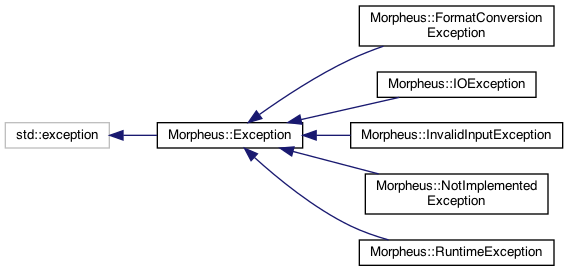 std::exception
Morpheus::Exception
Morpheus::FormatConversion
Exception
Morpheus::IOException
Morpheus::InvalidInputException
Morpheus::NotImplemented
Exception
Morpheus::RuntimeException